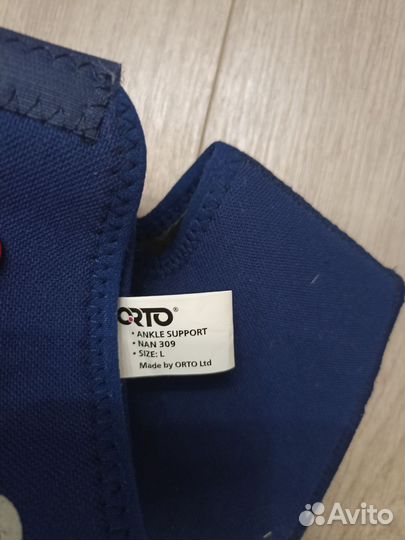 ORTO®
• ANKLE SUPPORT
• NAN 309
• SIZE: L
Made by ORTO Ltd
Avito